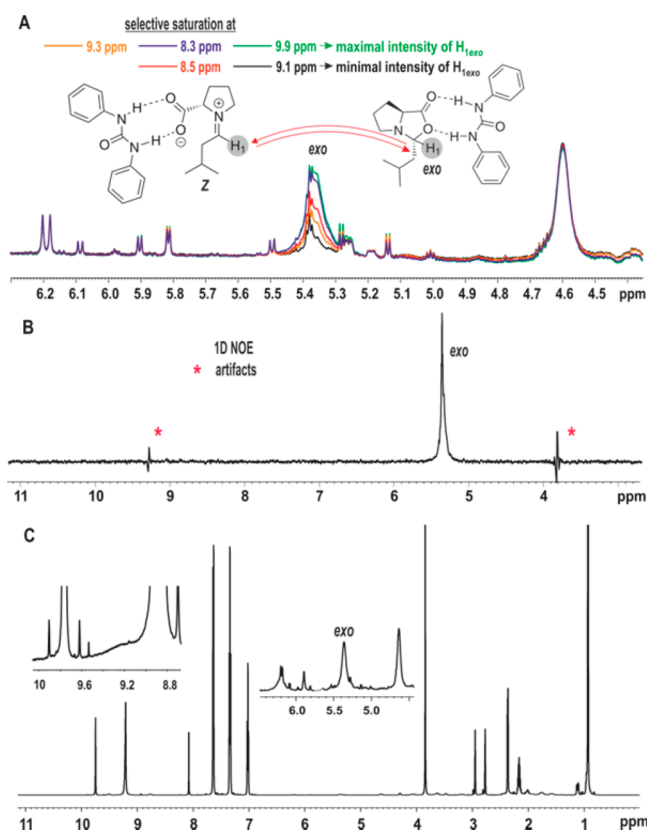 A
selective saturation at
9.3 ppm 8.3 ppm 9.9 ppm maximal intensity of H1exo
8.5 ppm 9.1 ppm minimal intensity of H1exo
H N O N H O O ⊖ N + H1 Z
exo
N O O H1 exo H N O H N
6.2 6.1 6.0 5.9 5.8 5.7 5.6 5.5 5.4 5.3 5.2 5.1 5.0 4.9 4.8 4.7 4.6 4.5 ppm
B
1D NOE
* artifacts
exo
* *
11 10 9 8 7 6 5 4 ppm
C
exo
10 9.6 9.2 8.8
6.0 5.5 5.0
11 10 9 8 7 6 5 4 3 2 1 ppm